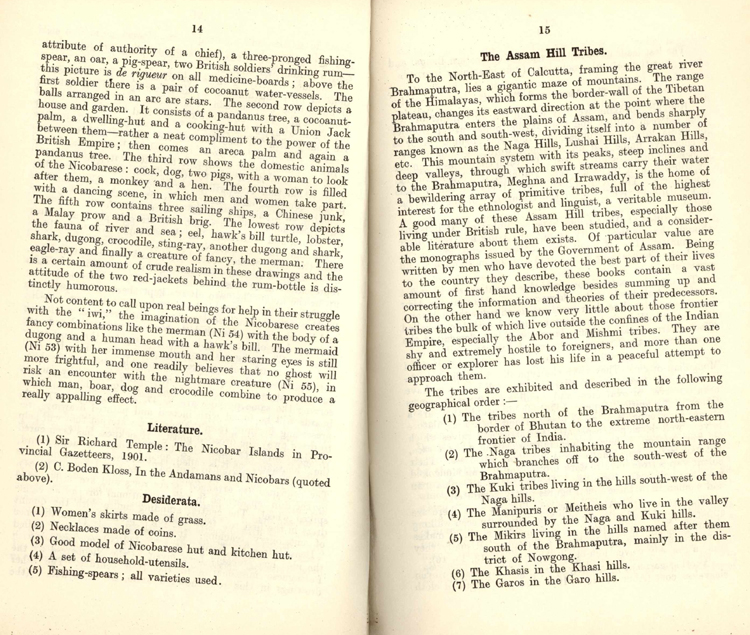 14
attribute of authority of a chief), a three-pronged fishing-
spear, an oar, a pig-spear, two British soldiers' drinking rum—
this picture is de rigueur on all medicine-boards; above the
first soldier there is a pair of cocoanut water-vessels. The
balls arranged in an arc are stars. The second row depicts a
house and garden. It consists of a pandanus tree, a cocoanut-
palm, a dwelling-hut and a cooking-hut with a Union Jack
between them—rather a neat compliment to the power of the
British Empire; then comes an areca palm and again a
pandanus tree. The third row shows the domestic animals
of the Nicobarese: cock, dog, two pigs, with a woman to look
after them, a monkey and a hen. The fourth row is filled
with a dancing scene, in which men and women take part.
The fifth row contains three sailing ships, a Chinese junk,
a Malay prow and a British brig. The lowest row depicts
the fauna of river and sea; eel, hawk's bill turtle, lobster,
shark, dugong, crocodile, sting-ray, another dugong and shark,
eagle-ray and finally a creature of fancy, the merman. There
is a certain amount of crude realism in these drawings and the
attitude of the two red-jackets behind the rum-bottle is dis-
tinctly humorous.
Not content to call upon real beings for help in their struggle
with the "iwi," the imagination of the Nicobarese creates
fancy combinations like the merman (Ni 54) with the body of a
dugong and a human head with a hawk's bill. The mermaid
(Ni 53) with her immense mouth and her staring eyes is still
more frightful, and one readily believes that no ghost will
risk an encounter with the nightmare creature (Ni 55), in
which man, boar, dog and crocodile combine to produce a
really appalling effect.
Literature.
(1) Sir Richard Temple: The Nicobar Islands in Pro-
vincial Gazetteers, 1901.
(2) C. Boden Kloss, In the Andamans and Nicobars (quoted
above).
Desiderata.
(1) Women's skirts made of grass.
(2) Necklaces made of coins.
(3) Good model of Nicobarese hut and kitchen hut.
(4) A set of household-utensils.
(5) Fishing-spears; all varieties used.
15
The Assam Hill Tribes.
To the North-East of Calcutta, framing the great river
Brahmaputra, lies a gigantic maze of mountains. The range
of the Himalayas, which forms the border-wall of the Tibetan
plateau, changes its eastward direction at the point where the
Brahmaputra enters the plains of Assam, and bends sharply
to the south and south-west, dividing itself into a number of
ranges known as the Naga Hills, Lushai Hills, Arrakan Hills,
etc. This mountain system with its peaks, steep inclines and
deep valleys, through which swift streams carry their water
to the Brahmaputra, Meghna and Irrawaddy, is the home of
a bewildering array of primitive tribes, full of the highest
interest for the ethnologist and linguist, a veritable museum.
A good many of these Assam Hill tribes, especially those
living under British rule, have been studied, and a consider-
able literature about them exists. Of particular value are
the monographs issued by the Government of Assam. Being
written by men who have devoted the best part of their lives
to the country they describe, these books contain a vast
amount of first hand knowledge besides summing up and
correcting the information and theories of their predecessors.
On the other hand we know very little about those frontier
tribes the bulk of which live outside the confines of the Indian
Empire, especially the Abor and Mishmi tribes. They are
shy and extremely hostile to foreigners, and more than one
officer or explorer has lost his life in a peaceful attempt to
approach them.
The tribes are exhibited and described in the following
geographical order:—
(1) The tribes north of the Brahmaputra from the
border of Bhutan to the extreme north-eastern
frontier of India.
(2) The Naga tribes inhabiting the mountain range
which branches off to the south-west of the
Brahmaputra.
(3) The Kuki tribes living in the hills south-west of the
Naga hills.
(4) The Manipuris or Meitheis who live in the valley
surrounded by the Naga and Kuki hills.
(5) The Mikirs living in the hills named after them
south of the Brahmaputra, mainly in the dis-
trict of Nowgong.
(6) The Khasis in the Khasi hills.
(7) The Garos in the Garo hills.